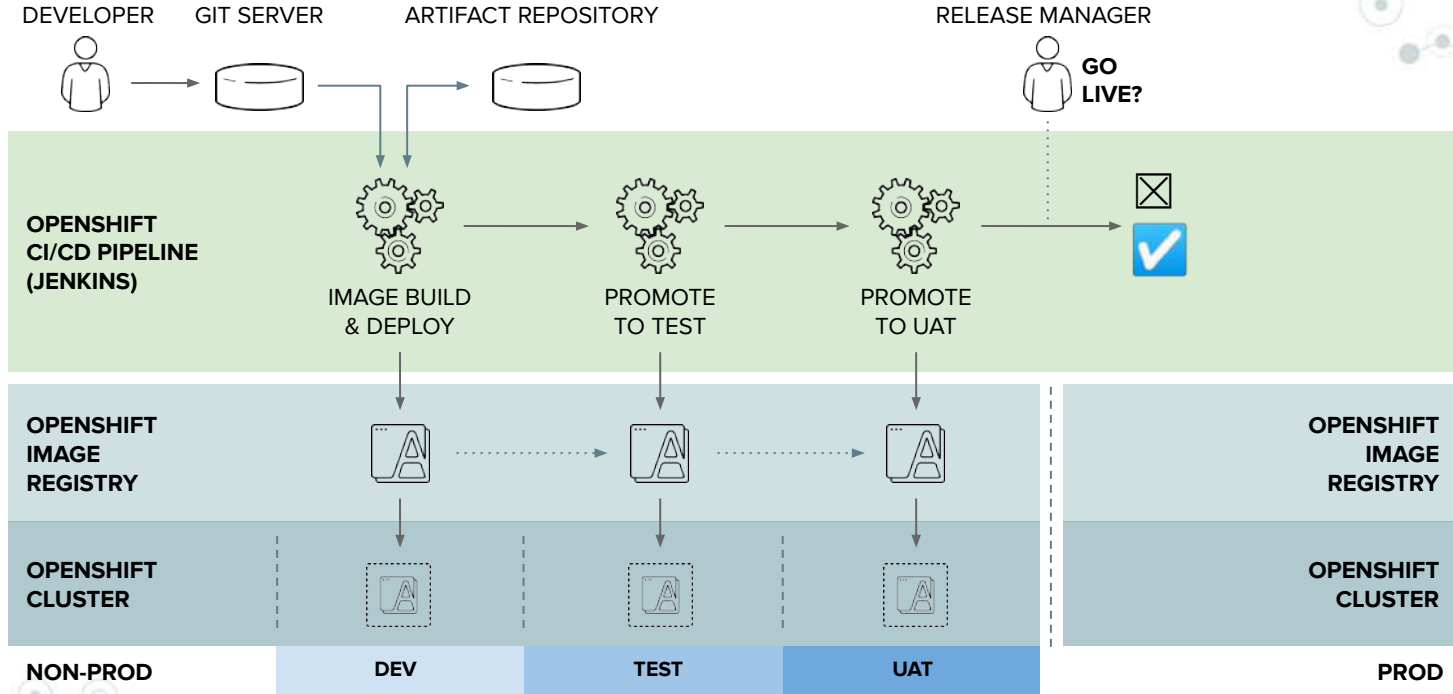 DEVELOPER
GIT SERVER
ARTIFACT REPOSITORY
RELEASE MANAGER
GO
LIVE?
OPENSHIFT
CI/CD PIPELINE
(JENKINS)
IMAGE BUILD
& DEPLOY
PROMOTE
TO TEST
PROMOTE
TO UAT
OPENSHIFT
IMAGE
REGISTRY
OPENSHIFT
IMAGE
REGISTRY
OPENSHIFT
CLUSTER
OPENSHIFT
CLUSTER
NON-PROD
DEV
TEST
UAT
PROD